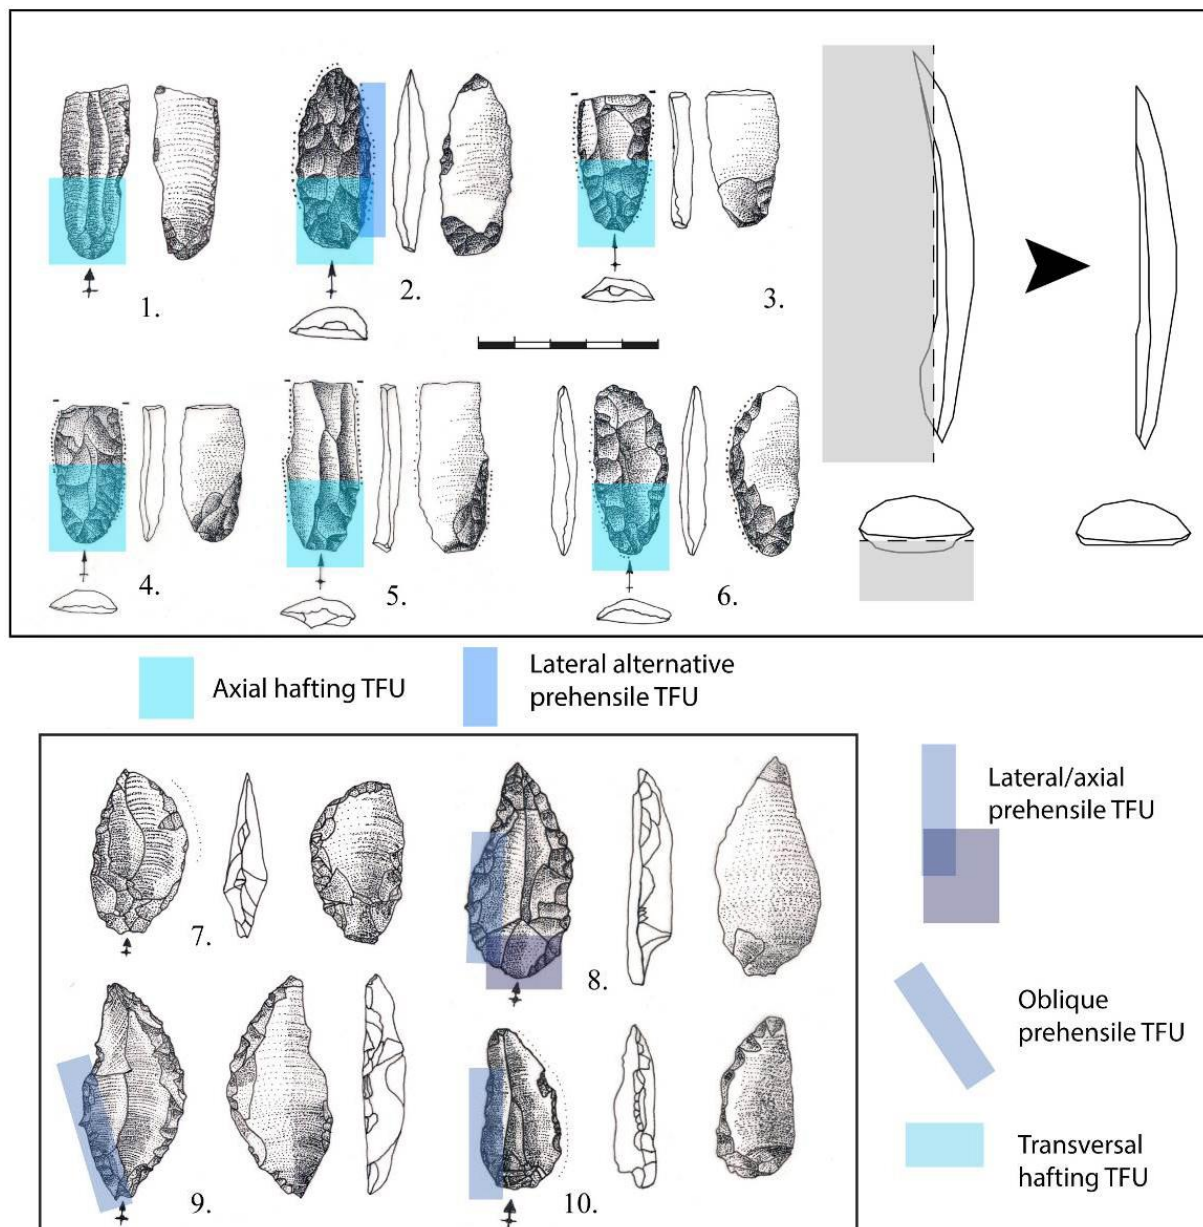 1.
2.
3.
4.
5.
6.
Axial hafting TFU
Lateral alternative
prehensile TFU
7.
8.
9.
10.
Lateral/axial
prehensile TFU
Oblique
prehensile TFU
Transversal
hafting TFU